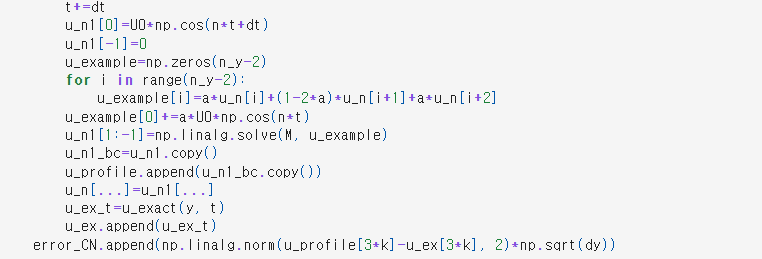 t+=dt
u_n1[0]=U0*np.cos(n*t+dt)
u_n1[-1]=0
u_example=np.zeros(n_y-2)
for i in range(n_y-2):
u_example[i]=a*u_n[i]+(1-2*a)*u_n[i+1]+a*u_n[i+2]
u_example[0]+=a*U0*np.cos(n*t)
u_n1[1:-1]=np.linalg.solve(M, u_example)
u_n1_bc=u_n1.copy()
u_profile.append(u_n1_bc.copy())
u_n[...]=u_n1[...]
u_ex_t=u_exact(y, t)
u_ex.append(u_ex_t)
error_CN.append(np.linalg.norm(u_profile[3*k]-u_ex[3*k], 2)*np.sqrt(dy))